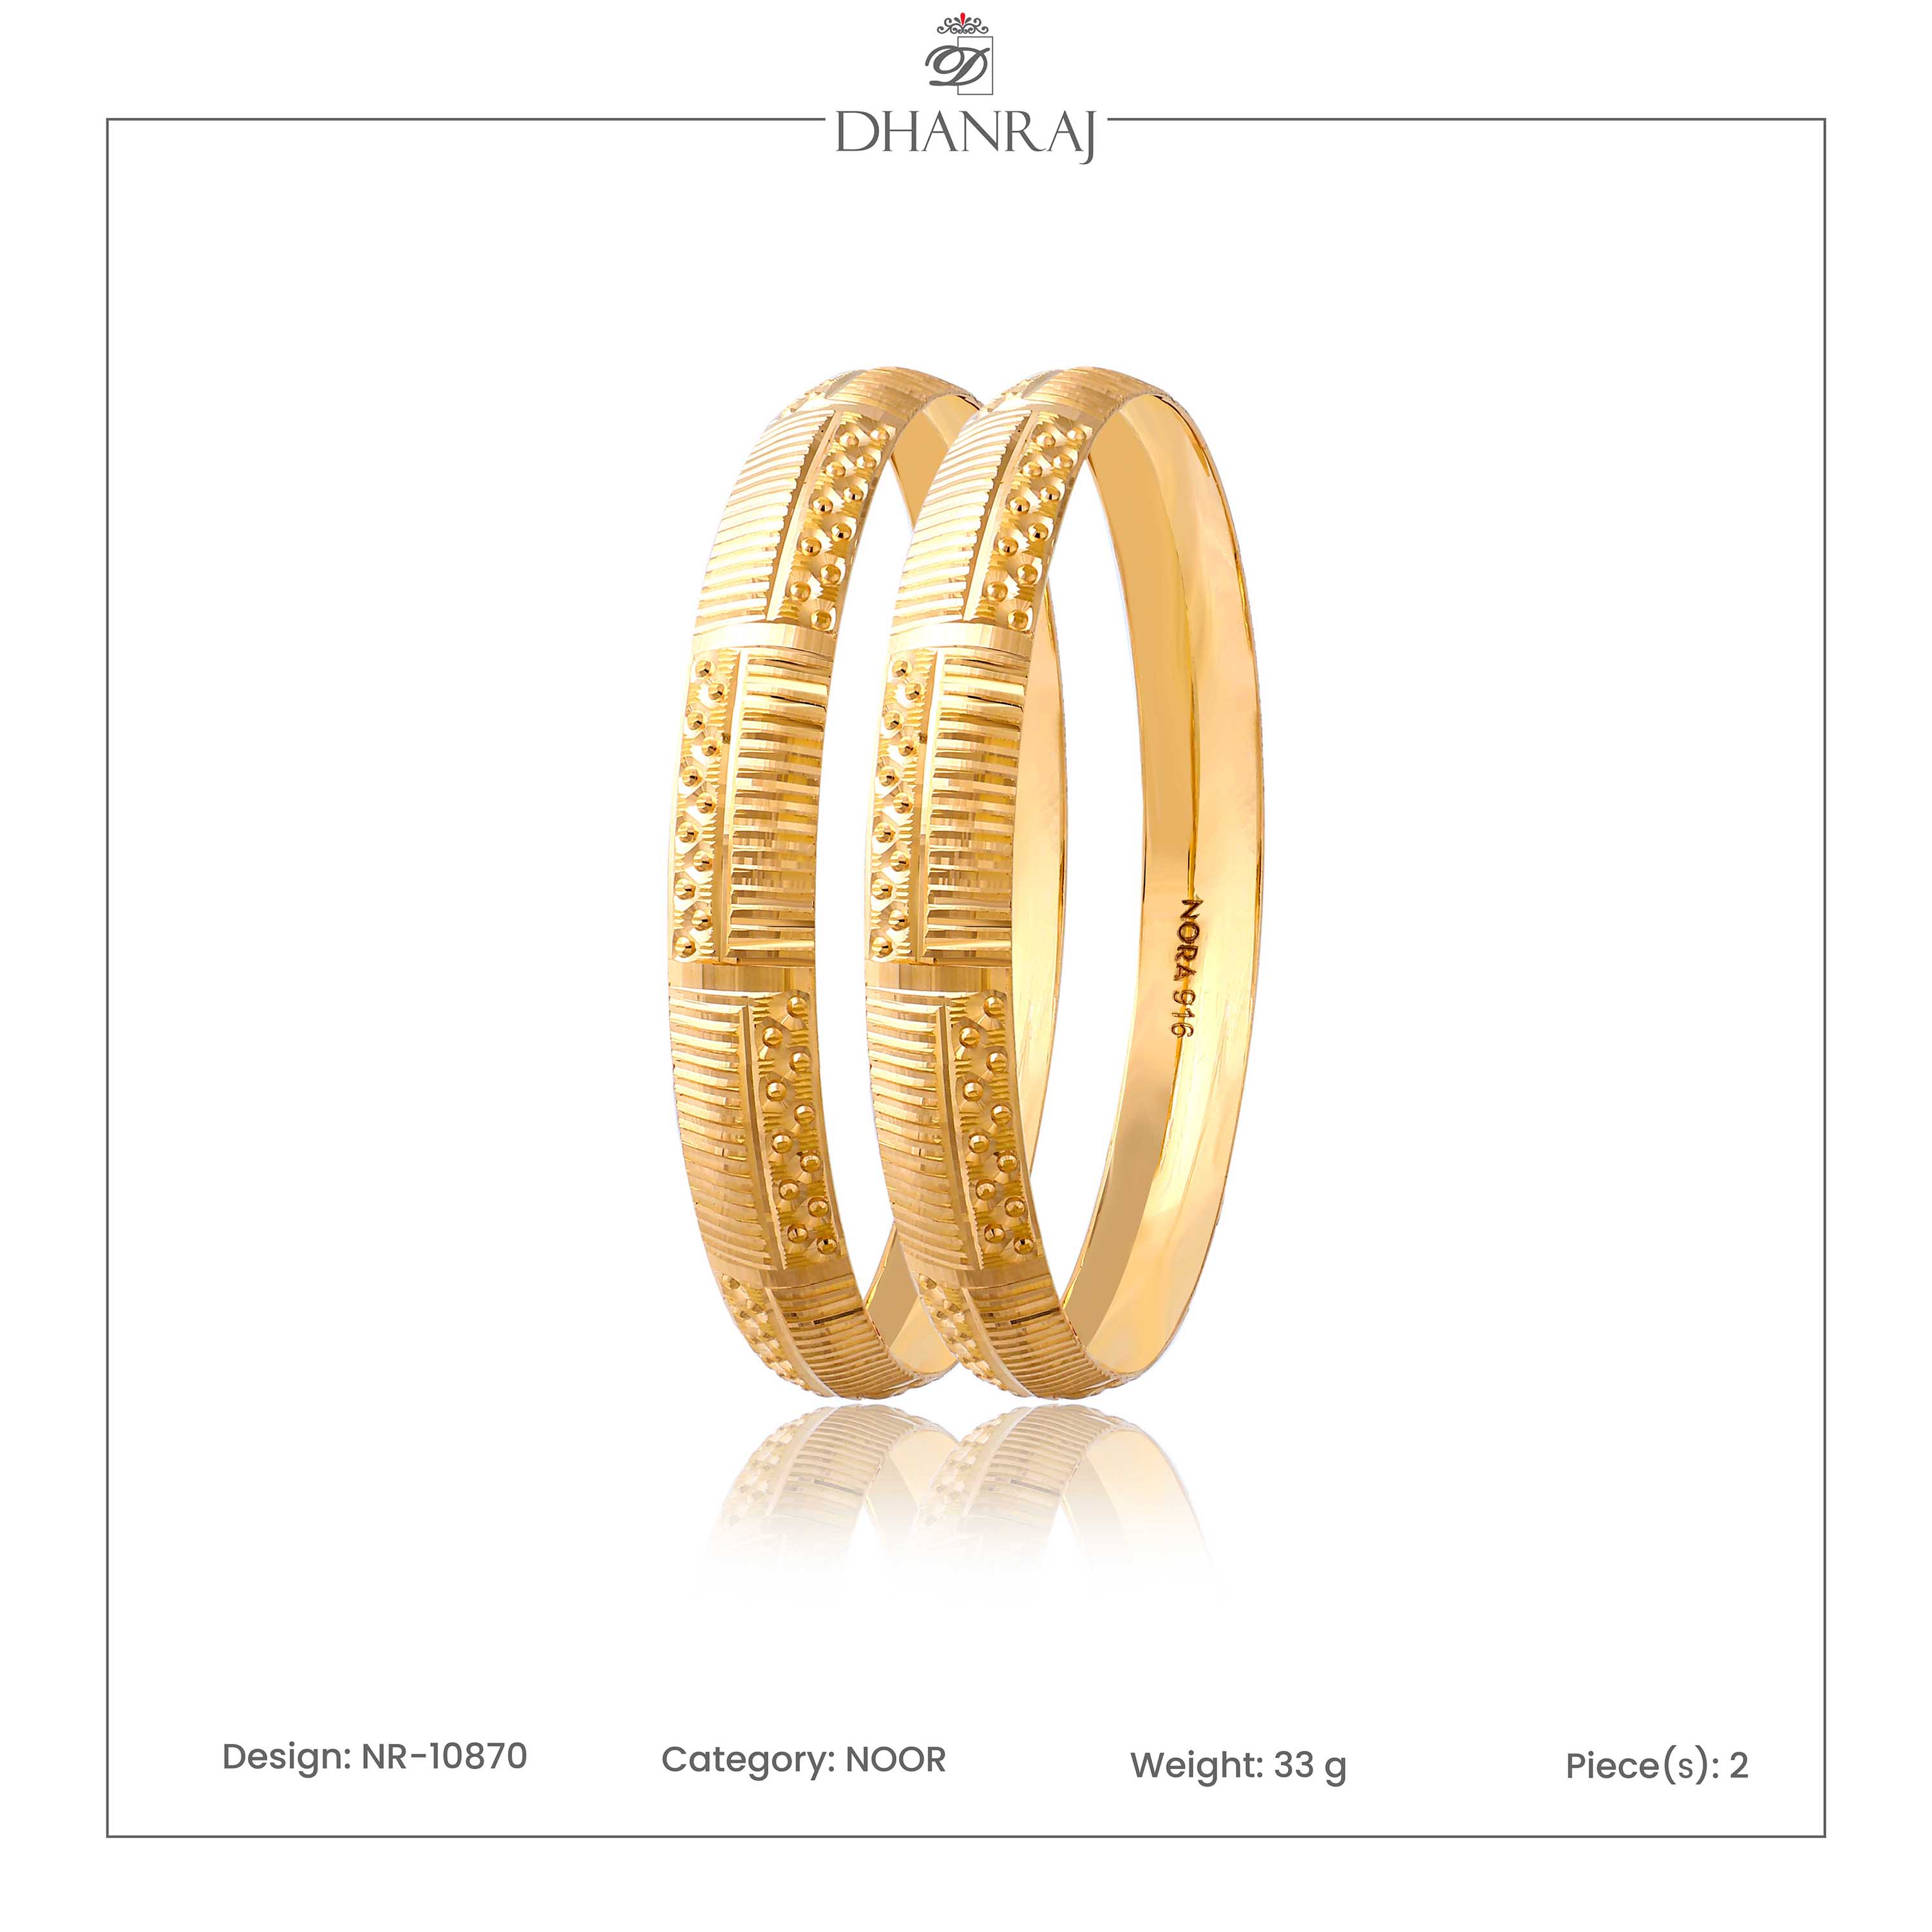 D
DHANRAJ
NORA 916
Design: NR-10870
Category: NOOR
Weight: 33 g
Piece(s): 2